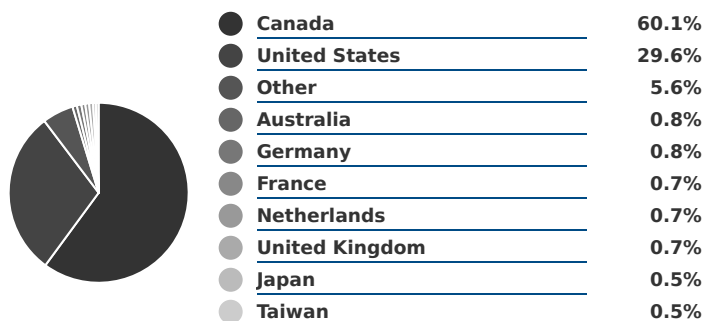 Canada 60.1%
United States 29.6%
Other 5.6%
Australia 0.8%
Germany 0.8%
France 0.7%
Netherlands 0.7%
United Kingdom 0.7%
Japan 0.5%
Taiwan 0.5%